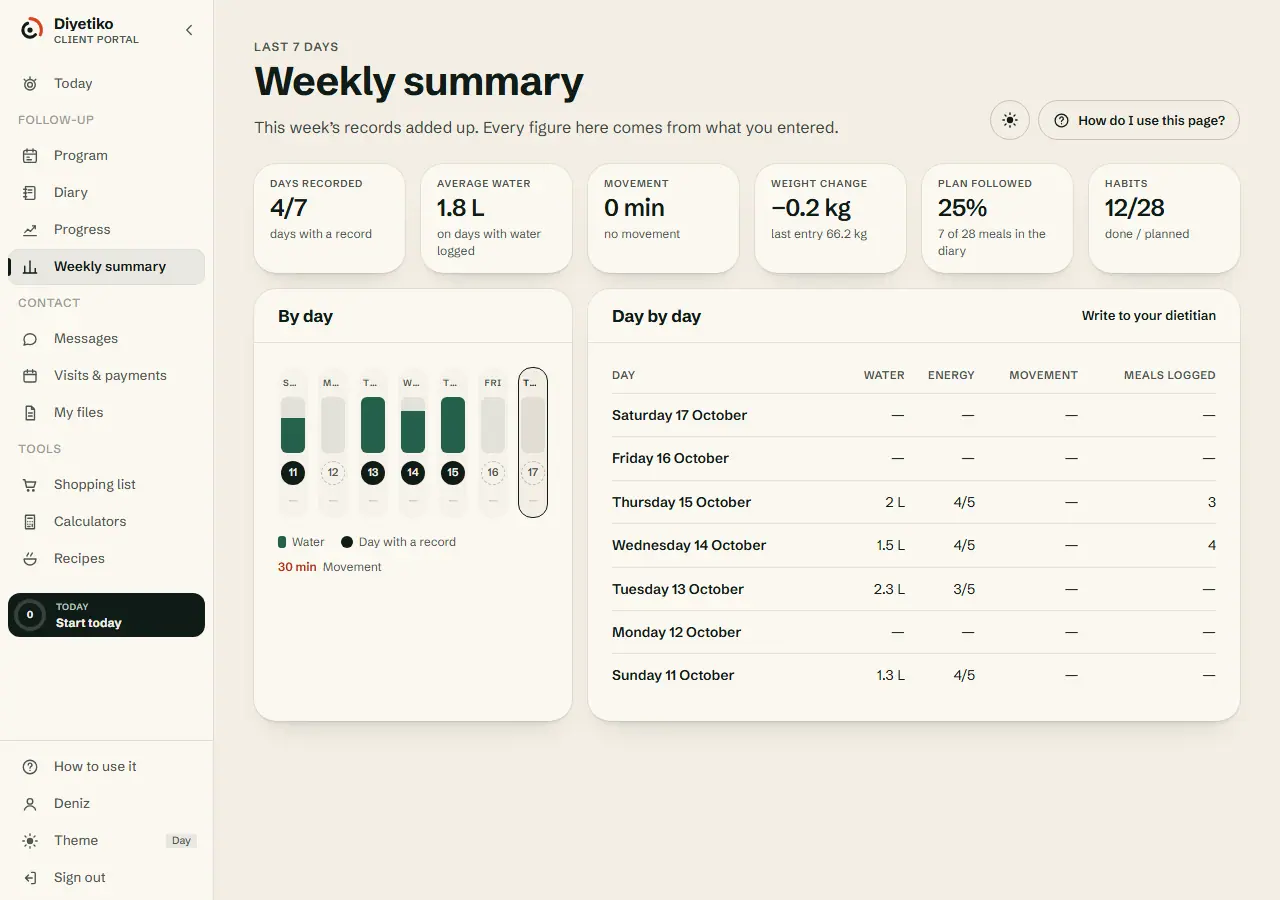 Diyetiko
CLIENT PORTAL
Today
FOLLOW-UP
Program
Diary
Progress
Weekly summary
CONTACT
Messages
Visits & payments
My files
TOOLS
Shopping list
Calculators
Recipes
0
TODAY
Start today
How to use it
Deniz
Theme
Day
Sign out
LAST 7 DAYS
Weekly summary
This week's records added up. Every figure here comes from what you entered.
How do I use this page?
DAYS RECORDED
4/7
days with a record
AVERAGE WATER
1.8 L
on days with water
logged
MOVEMENT
0 min
no movement
WEIGHT CHANGE
−0.2 kg
last entry 66.2 kg
PLAN FOLLOWED
25%
7 of 28 meals in the
diary
HABITS
12/28
done / planned
By day
S... M... T... W... T... FRI T...
11 12 13 14 15 16 17
— — — — — — —
Water Day with a record
30 min Movement
Day by day
Write to your dietitian
DAY WATER ENERGY MOVEMENT MEALS LOGGED
Saturday 17 October — — — —
Friday 16 October — — — —
Thursday 15 October 2 L 4/5 — 3
Wednesday 14 October 1.5 L 4/5 — 4
Tuesday 13 October 2.3 L 3/5 — —
Monday 12 October — — — —
Sunday 11 October 1.3 L 4/5 — —